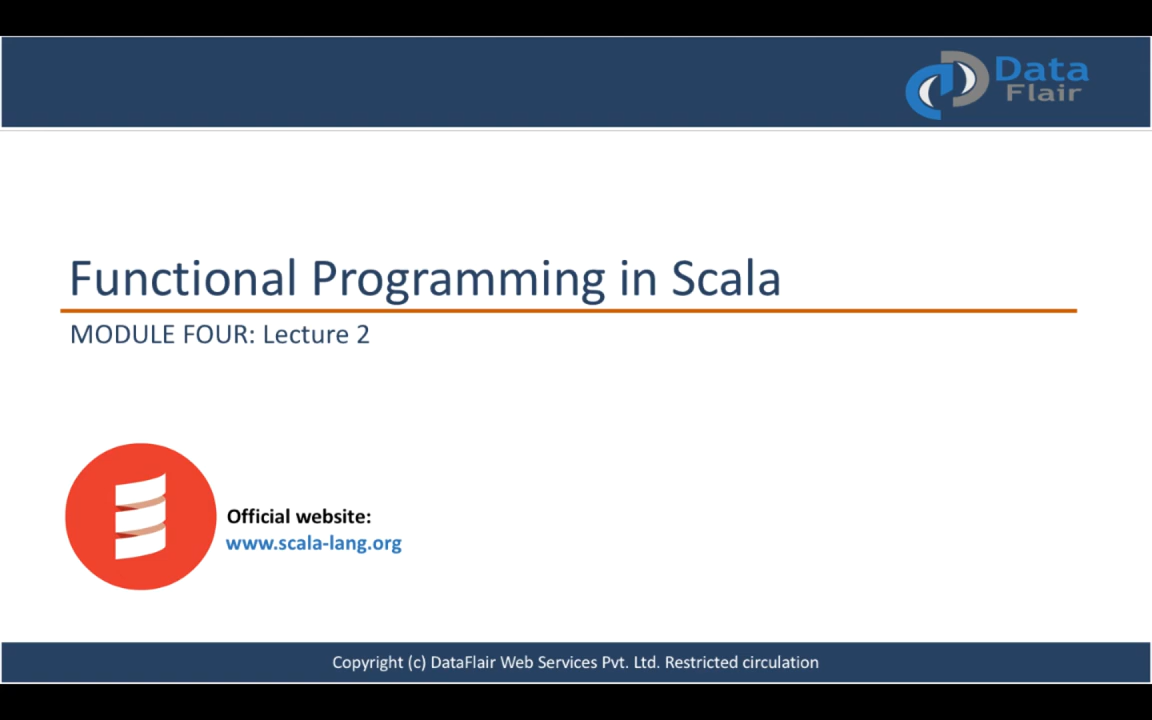 Data
Flair
Functional Programming in Scala
MODULE FOUR: Lecture 2
Official website:
www.scala-lang.org
Copyright (c) DataFlair Web Services Pvt. Ltd. Restricted circulation